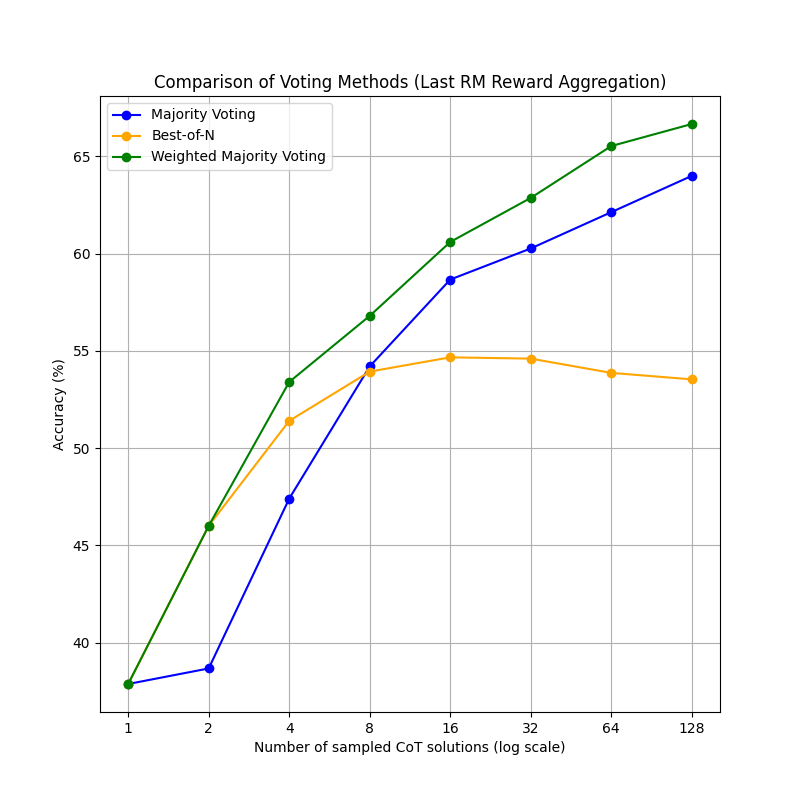 Comparison of Voting Methods (Last RM Reward Aggregation)
Majority Voting
Best-of-N
Weighted Majority Voting
65
60
55
50
45
40
Accuracy (%)
1 2 4 8 16 32 64 128
Number of sampled CoT solutions (log scale)